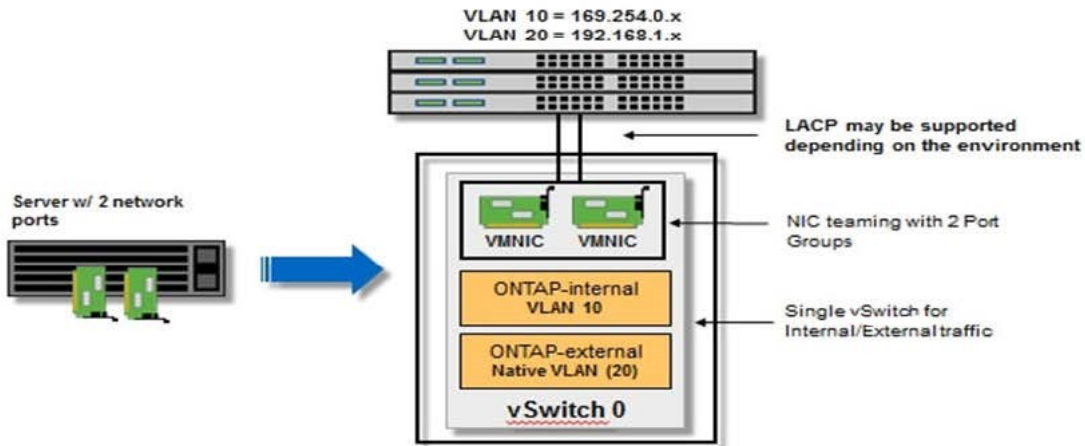 VLAN 10 = 169.254.0.x
VLAN 20 = 192.168.1.x
LACP may be supported
depending on the environment
Server w/ 2 network
ports
VMNIC
VMNIC
NIC teaming with 2 Port
Groups
ONTAP-internal
VLAN 10
Single vSwitch for
Internal/External traffic
ONTAP-external
Native VLAN (20)
vSwitch 0